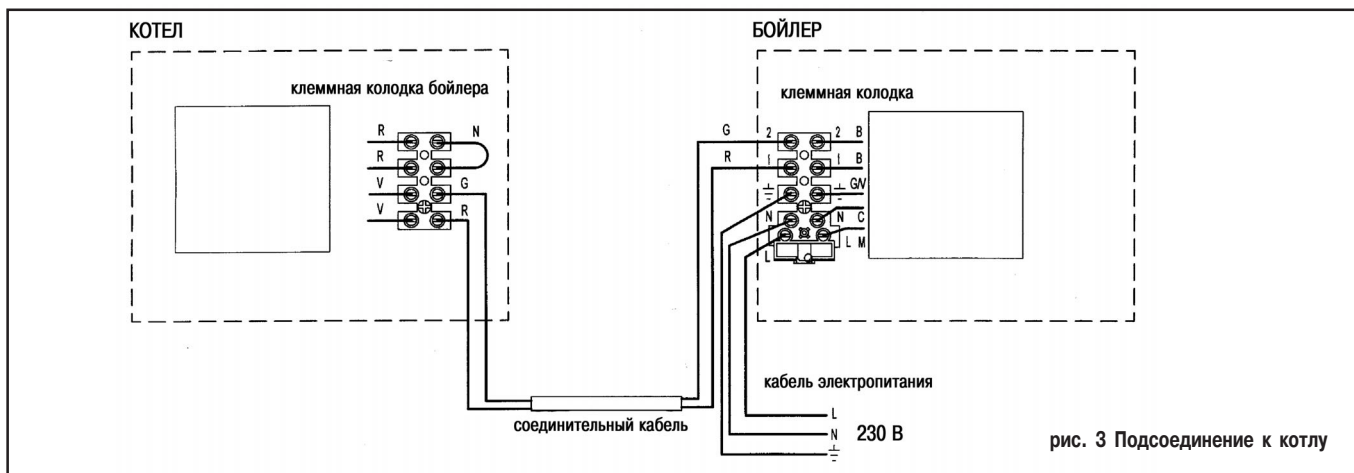 КОТЕЛ
клеммная колодка бойлера
R N
R
V G
V R
БОЙЛЕР
клеммная колодка
G 2 2 B
R 1 1 B
G/V
N N C
L L M
соединительный кабель
кабель электропитания
L
N 230 В
рис. 3 Подсоединение к котлу